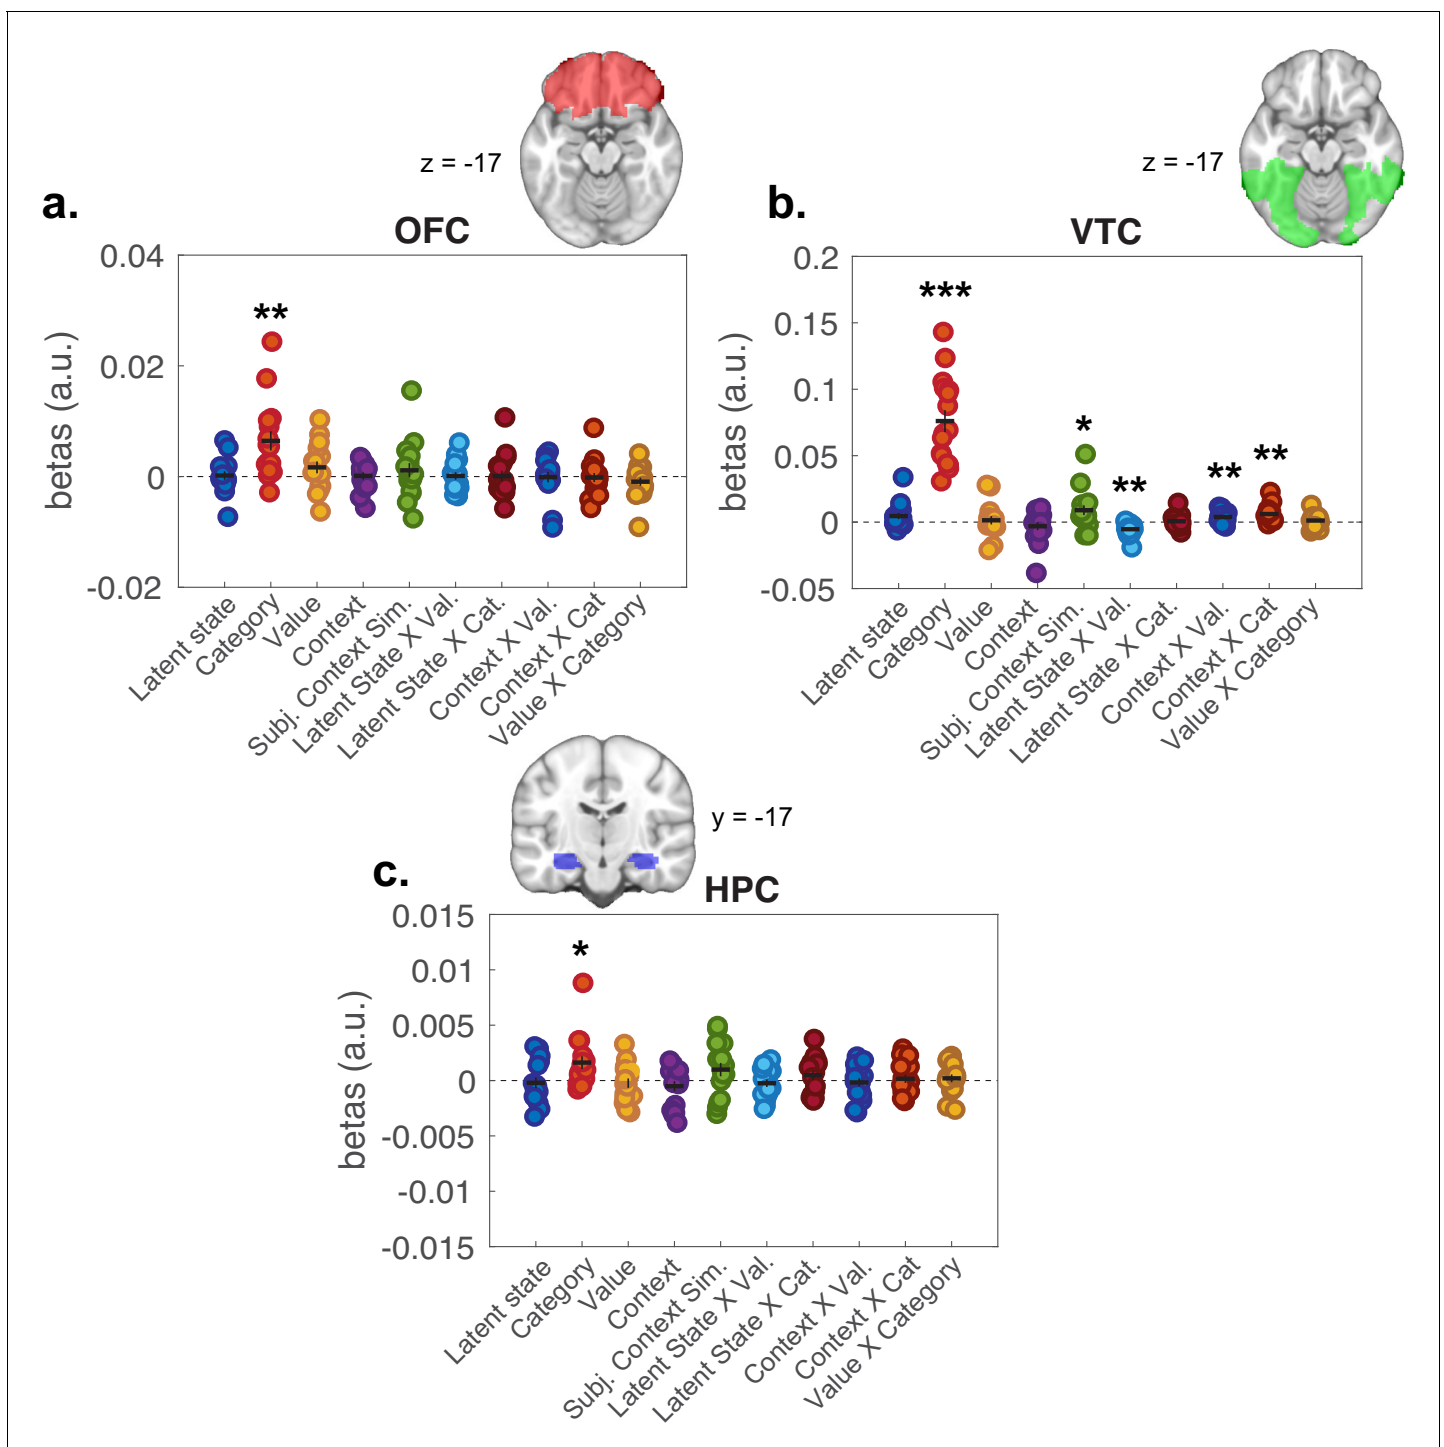 z = -17
a.
OFC
0.04
0.02
0
-0.02
betas (a.u.)
**
Latent state
Category
Value
Context
Subj. Context Sim.
Latent State X Val.
Latent State X Cat.
Context X Val.
Context X Cat
Value X Category
z = -17
b.
VTC
0.2
0.15
0.1
0.05
0
-0.05
betas (a.u.)
***
*
**
**
**
Latent state
Category
Value
Context
Subj. Context Sim.
Latent State X Val.
Latent State X Cat.
Context X Val.
Context X Cat
Value X Category
y = -17
c.
HPC
0.015
0.01
0.005
0
-0.005
-0.01
-0.015
betas (a.u.)
*
Latent state
Category
Value
Context
Subj. Context Sim.
Latent State X Val.
Latent State X Cat.
Context X Val.
Context X Cat
Value X Category